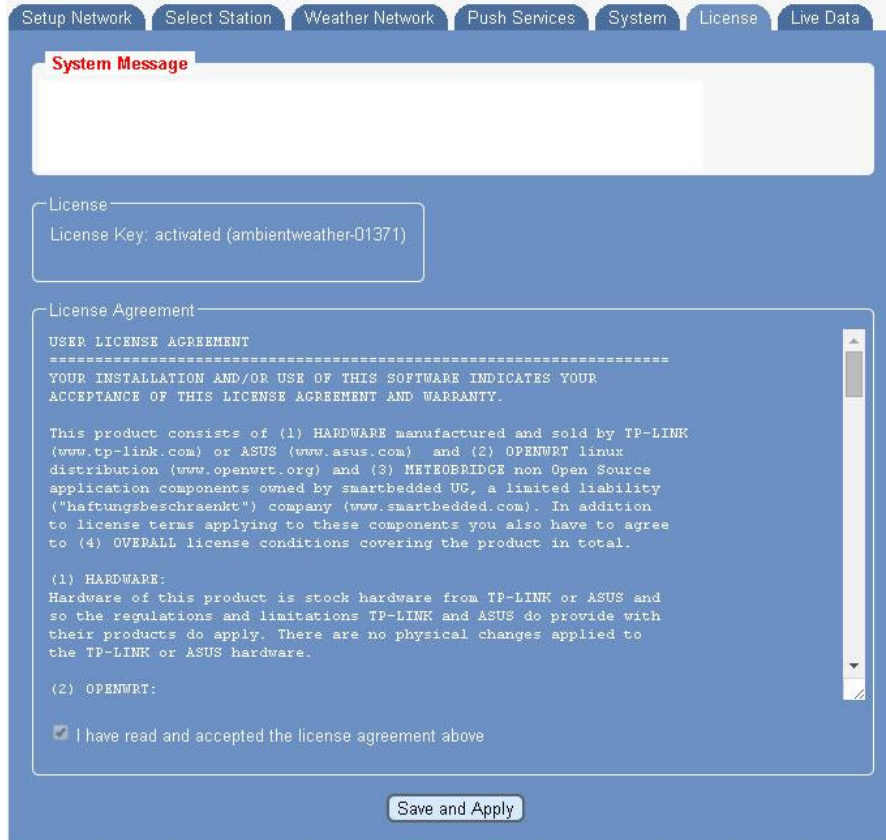 Setup Network Select Station Weather Network Push Services System License Live Data
System Message
License
License Key: activated (ambientweather-01371)
License Agreement
USER LICENSE AGREEMENT
====================================================================
YOUR INSTALLATION AND/OR USE OF THIS SOFTWARE INDICATES YOUR
ACCEPTANCE OF THIS LICENSE AGREEMENT AND WARRANTY.
This product consists of (1) HARDWARE manufactured and sold by TP-LINK
(www.tp-link.com) or ASUS (www.asus.com)  and (2) OPENWRT linux
distribution (www.openwrt.org) and (3) METEOBRIDGE non Open Source
application components owned by smartbedded UG, a limited liability
("haftungsbeschraenkt") company (www.smartbedded.com). In addition
to license terms applying to these components you also have to agree
to (4) OVERALL license conditions covering the product in total.
(1) HARDWARE:
Hardware of this product is stock hardware from TP-LINK or ASUS and
so the regulations and limitations TP-LINK and ASUS do provide with
their products do apply. There are no physical changes applied to
the TP-LINK or ASUS hardware.
(2) OPENWRT:
I have read and accepted the license agreement above
Save and Apply